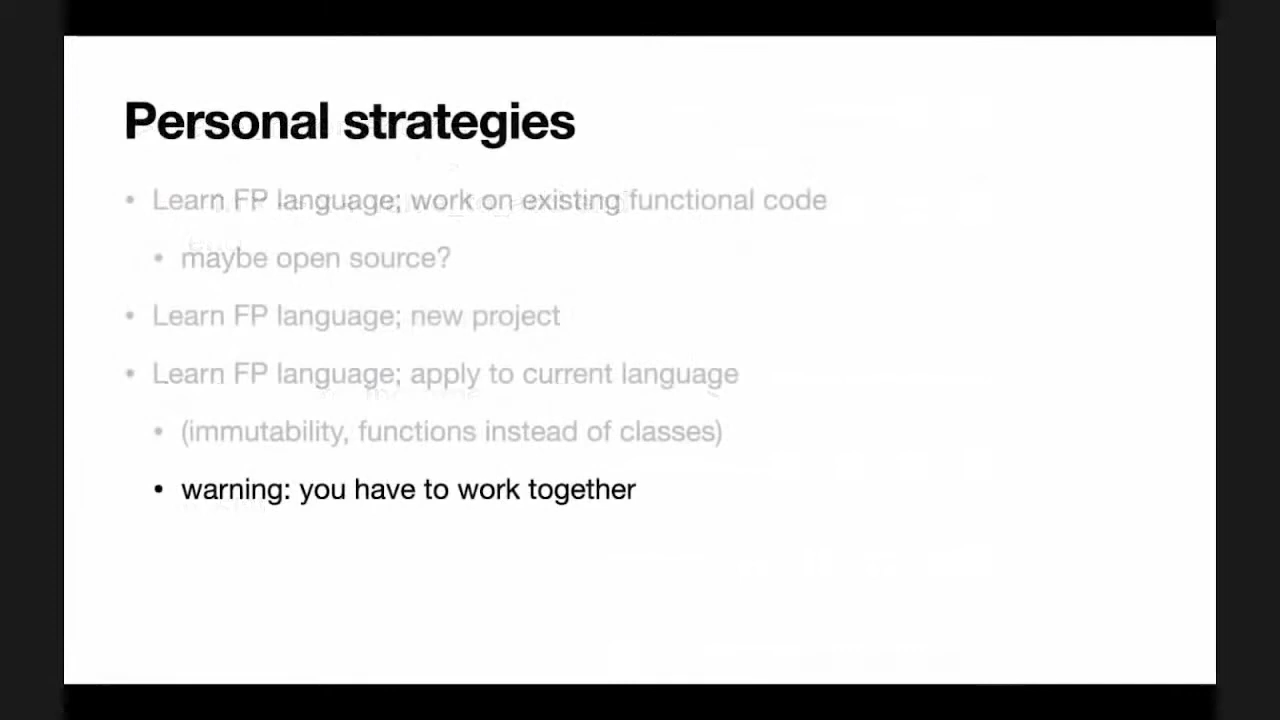 Personal strategies
• Learn FP language; work on existing functional code
• maybe open source?
• Learn FP language; new project
• Learn FP language; apply to current language
• (immutability, functions instead of classes)
• warning: you have to work together